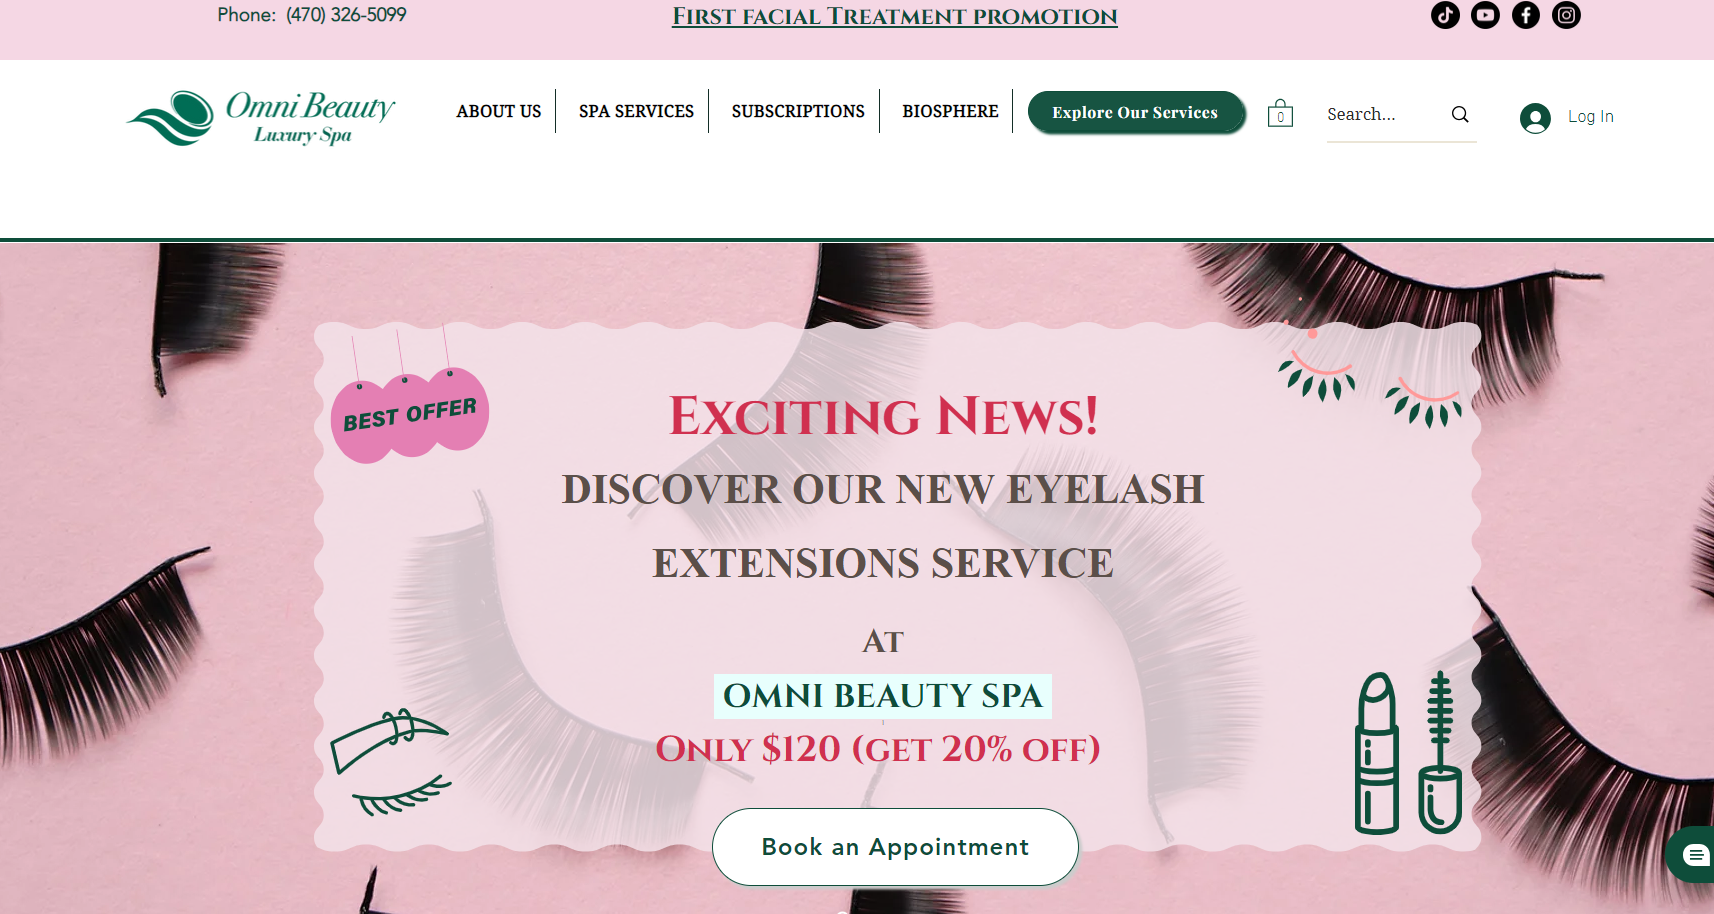 Phone: (470) 326-5099
First facial Treatment promotion
Omni Beauty
Luxury Spa
ABOUT US
SPA SERVICES
SUBSCRIPTIONS
BIOSPHERE
Explore Our Services
0
Search...
Log In
BEST OFFER
Exciting News!
DISCOVER OUR NEW EYELASH
EXTENSIONS SERVICE
At
OMNI BEAUTY SPA
Only $120 (get 20% off)
Book an Appointment